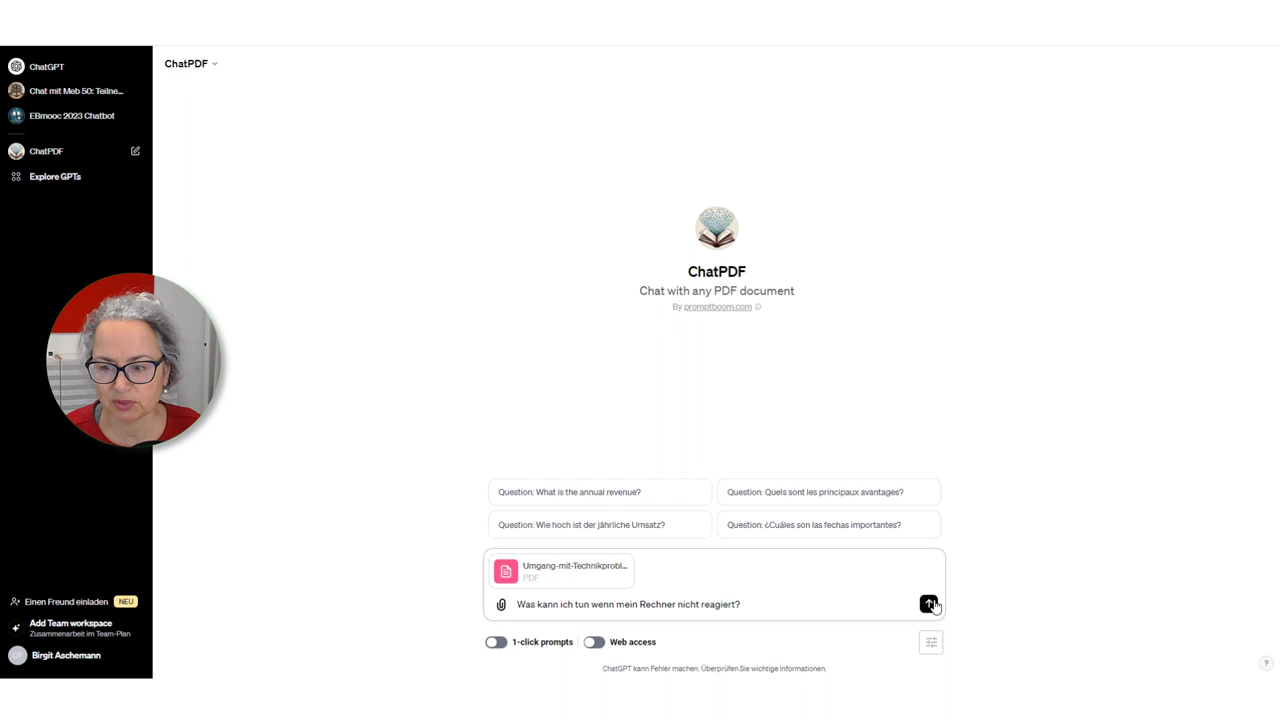 ChatGPT
Chat mit Meb 50: Teilne...
EBmooc 2023 Chatbot
ChatPDF
Explore GPTs
Einen Freund einladen NEU
Add Team workspace
Zusammenarbeit im Team-Plan
Birgit Aschemann
ChatPDF
ChatPDF
Chat with any PDF document
By promptboom.com
Question: What is the annual revenue?
Question: Quels sont les principaux avantages?
Question: Wie hoch ist der jährliche Umsatz?
Question: ¿Cuáles son las fechas importantes?
Umgang-mit-Technikprobl...
PDF
Was kann ich tun wenn mein Rechner nicht reagiert?
1-click prompts
Web access
ChatGPT kann Fehler machen. Überprüfen Sie wichtige Informationen.
?